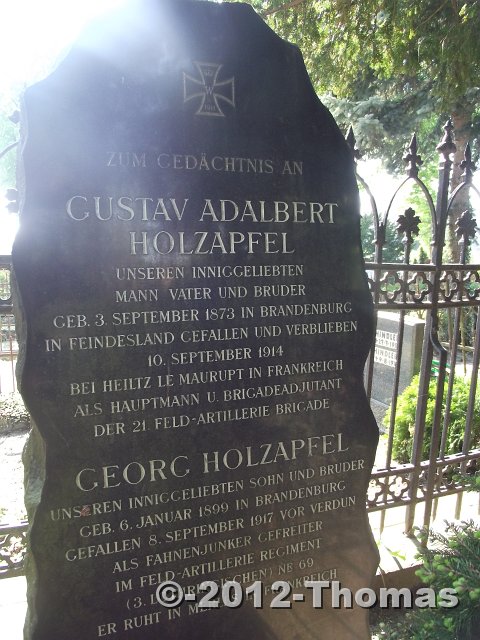 W
ZUM GEDÄCHTNIS AN
GUSTAV ADALBERT
HOLZAPFEL
UNSEREN INNIGGELIEBTEN
MANN VATER UND BRUDER
GEB. 3. SEPTEMBER 1873 IN BRANDENBURG
IN FEINDESLAND GEFALLEN UND VERBLIEBEN
10. SEPTEMBER 1914
BEI HEILTZ LE MAURUPT IN FRANKREICH
ALS HAUPTMANN U. BRIGADEADJUTANT
DER 21. FELD-ARTILLERIE BRIGADE
GEORG HOLZAPFEL
UNSEREN INNIGGELIEBTEN SOHN UND BRUDER
GEB. 6. JANUAR 1899 IN BRANDENBURG
GEFALLEN 8. SEPTEMBER 1917 VOR VERDUN
ALS FAHNENJUNKER GEFREITER
IM FELD-ARTILLERIE REGIMENT
(3. № 69
ER RUHT IN FRANKREICH
©-2012-Thomas